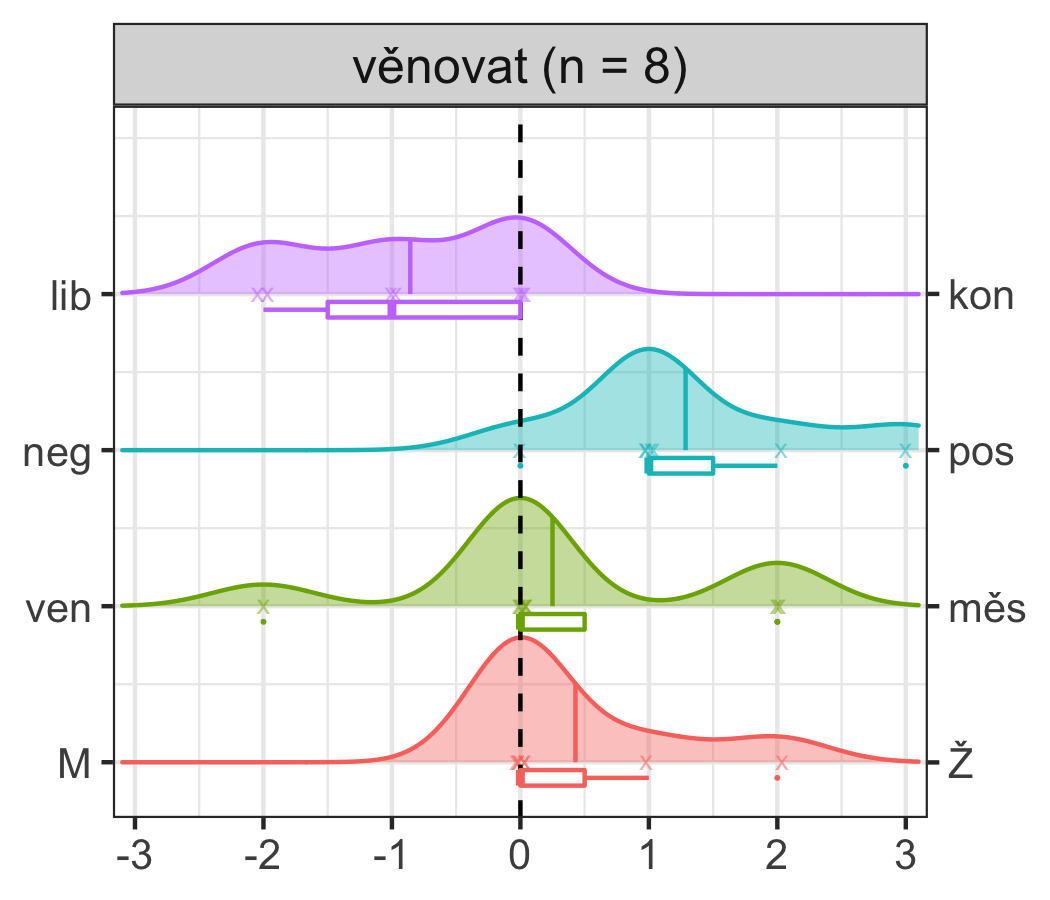 věnovat (n = 8)
lib kon
neg pos
ven měs
M Ž
-3 -2 -1 0 1 2 3